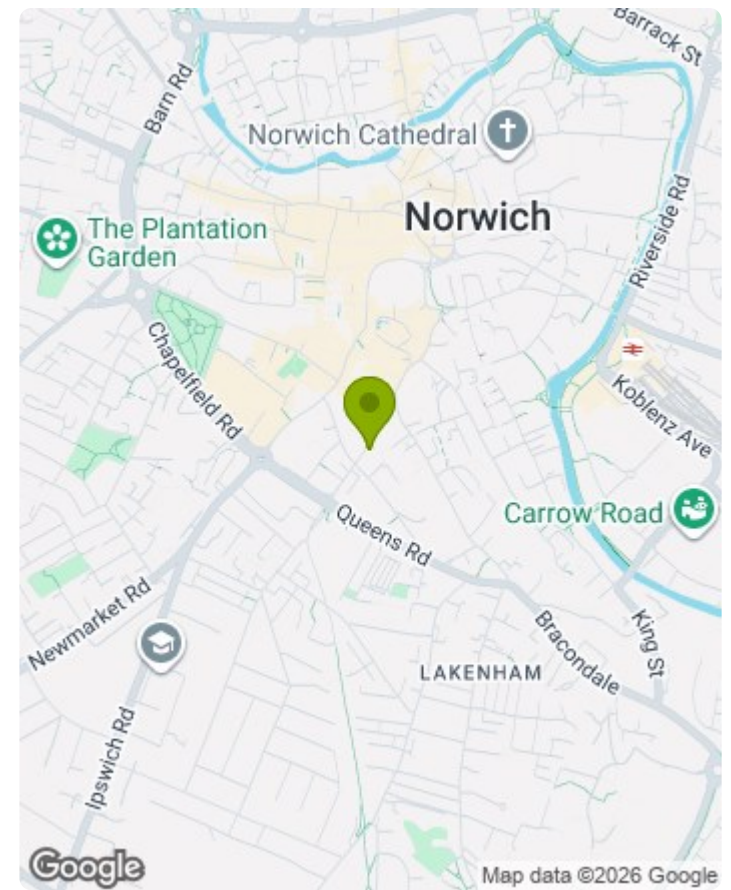 Barrack St
Barn Rd
Norwich Cathedral
Norwich
Riverside Rd
The Plantation
Garden
Chapelfield Rd
Koblenz Ave
Carrow Road
Queens Rd
Newmarket Rd
King St
Bracondale
LAKENHAM
Ipswich Rd
Google
Map data ©2026 Google